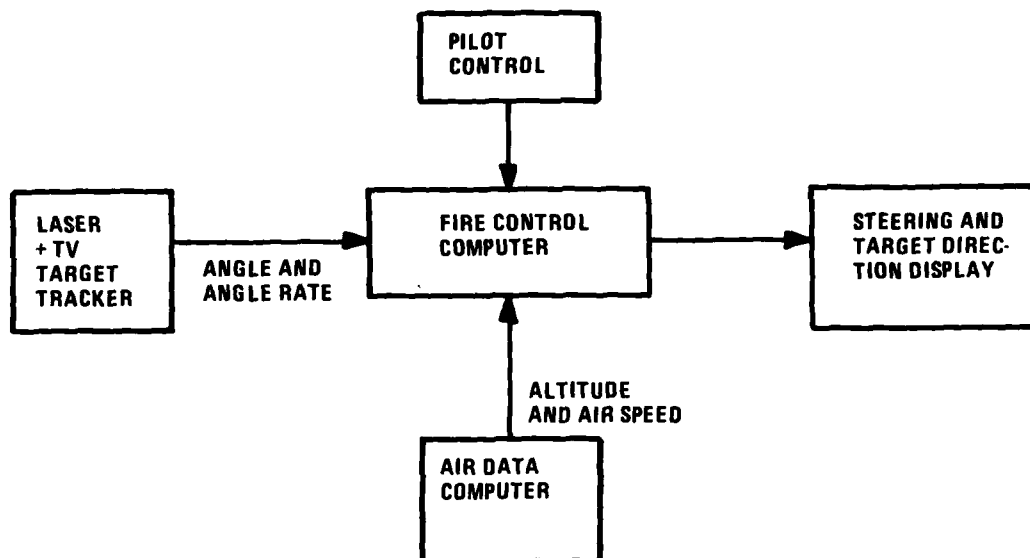 PILOT
CONTROL
LASER
+ TV
TARGET
TRACKER
ANGLE AND
ANGLE RATE
FIRE CONTROL
COMPUTER
STEERING AND
TARGET DIREC-
TION DISPLAY
ALTITUDE
AND AIR SPEED
AIR DATA
COMPUTER